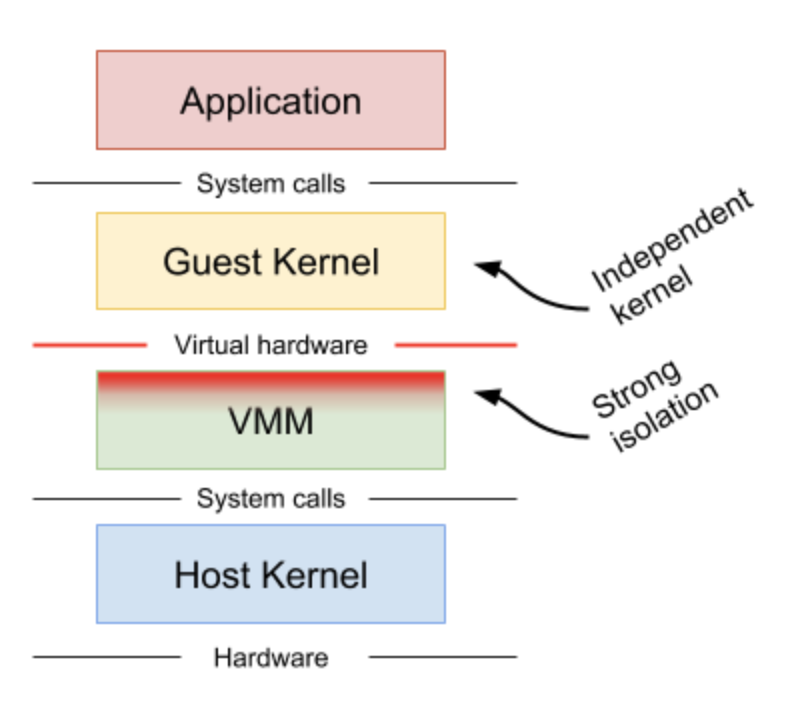 Application
System calls
Guest Kernel
Independent
kernel
Virtual hardware
VMM
Strong
isolation
System calls
Host Kernel
Hardware